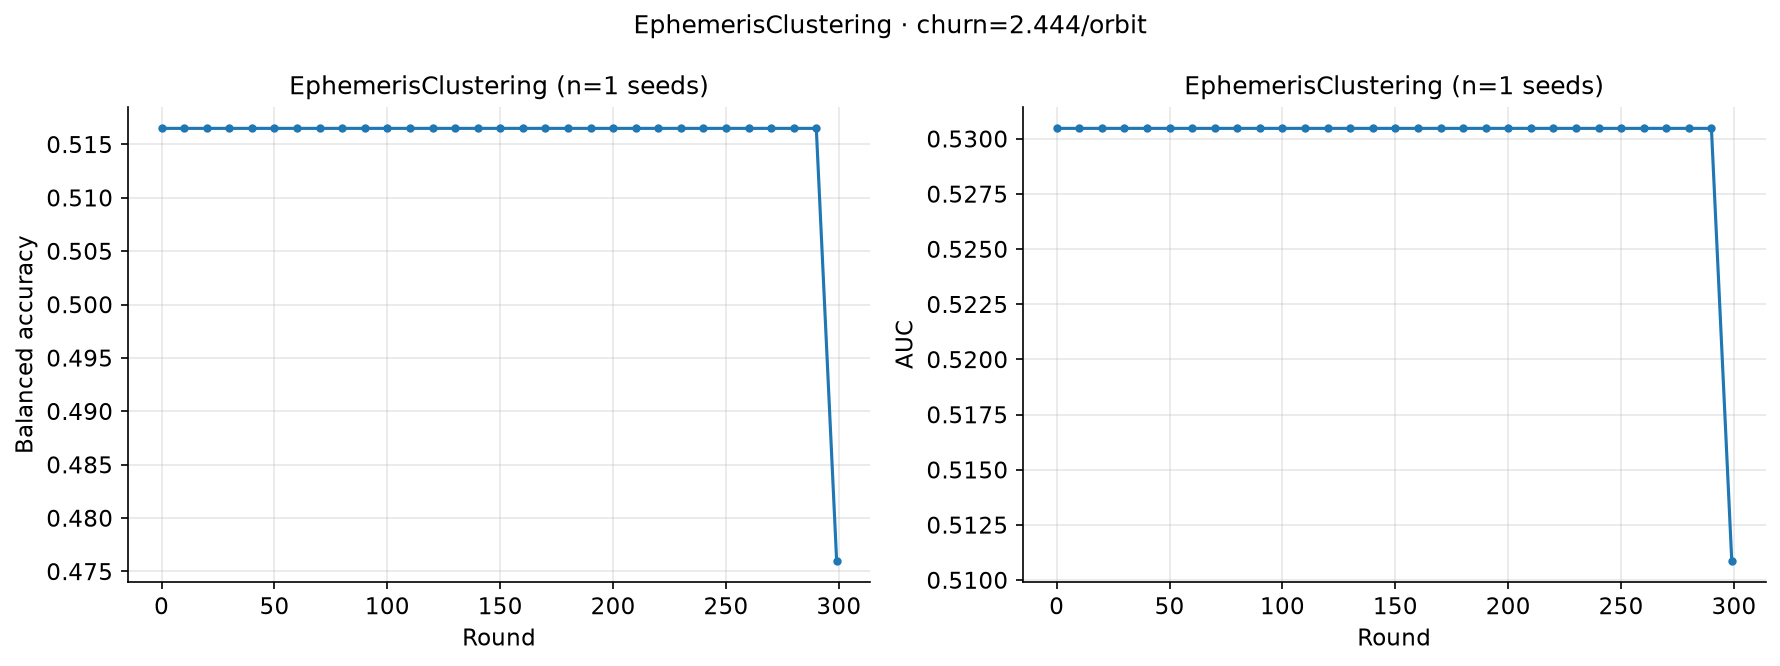 EphemerisClustering · churn=2.444/orbit
EphemerisClustering (n=1 seeds)
Balanced accuracy
0.515
0.510
0.505
0.500
0.495
0.490
0.485
0.480
0.475
0 50 100 150 200 250 300
Round
EphemerisClustering (n=1 seeds)
AUC
0.5300
0.5275
0.5250
0.5225
0.5200
0.5175
0.5150
0.5125
0.5100
0 50 100 150 200 250 300
Round